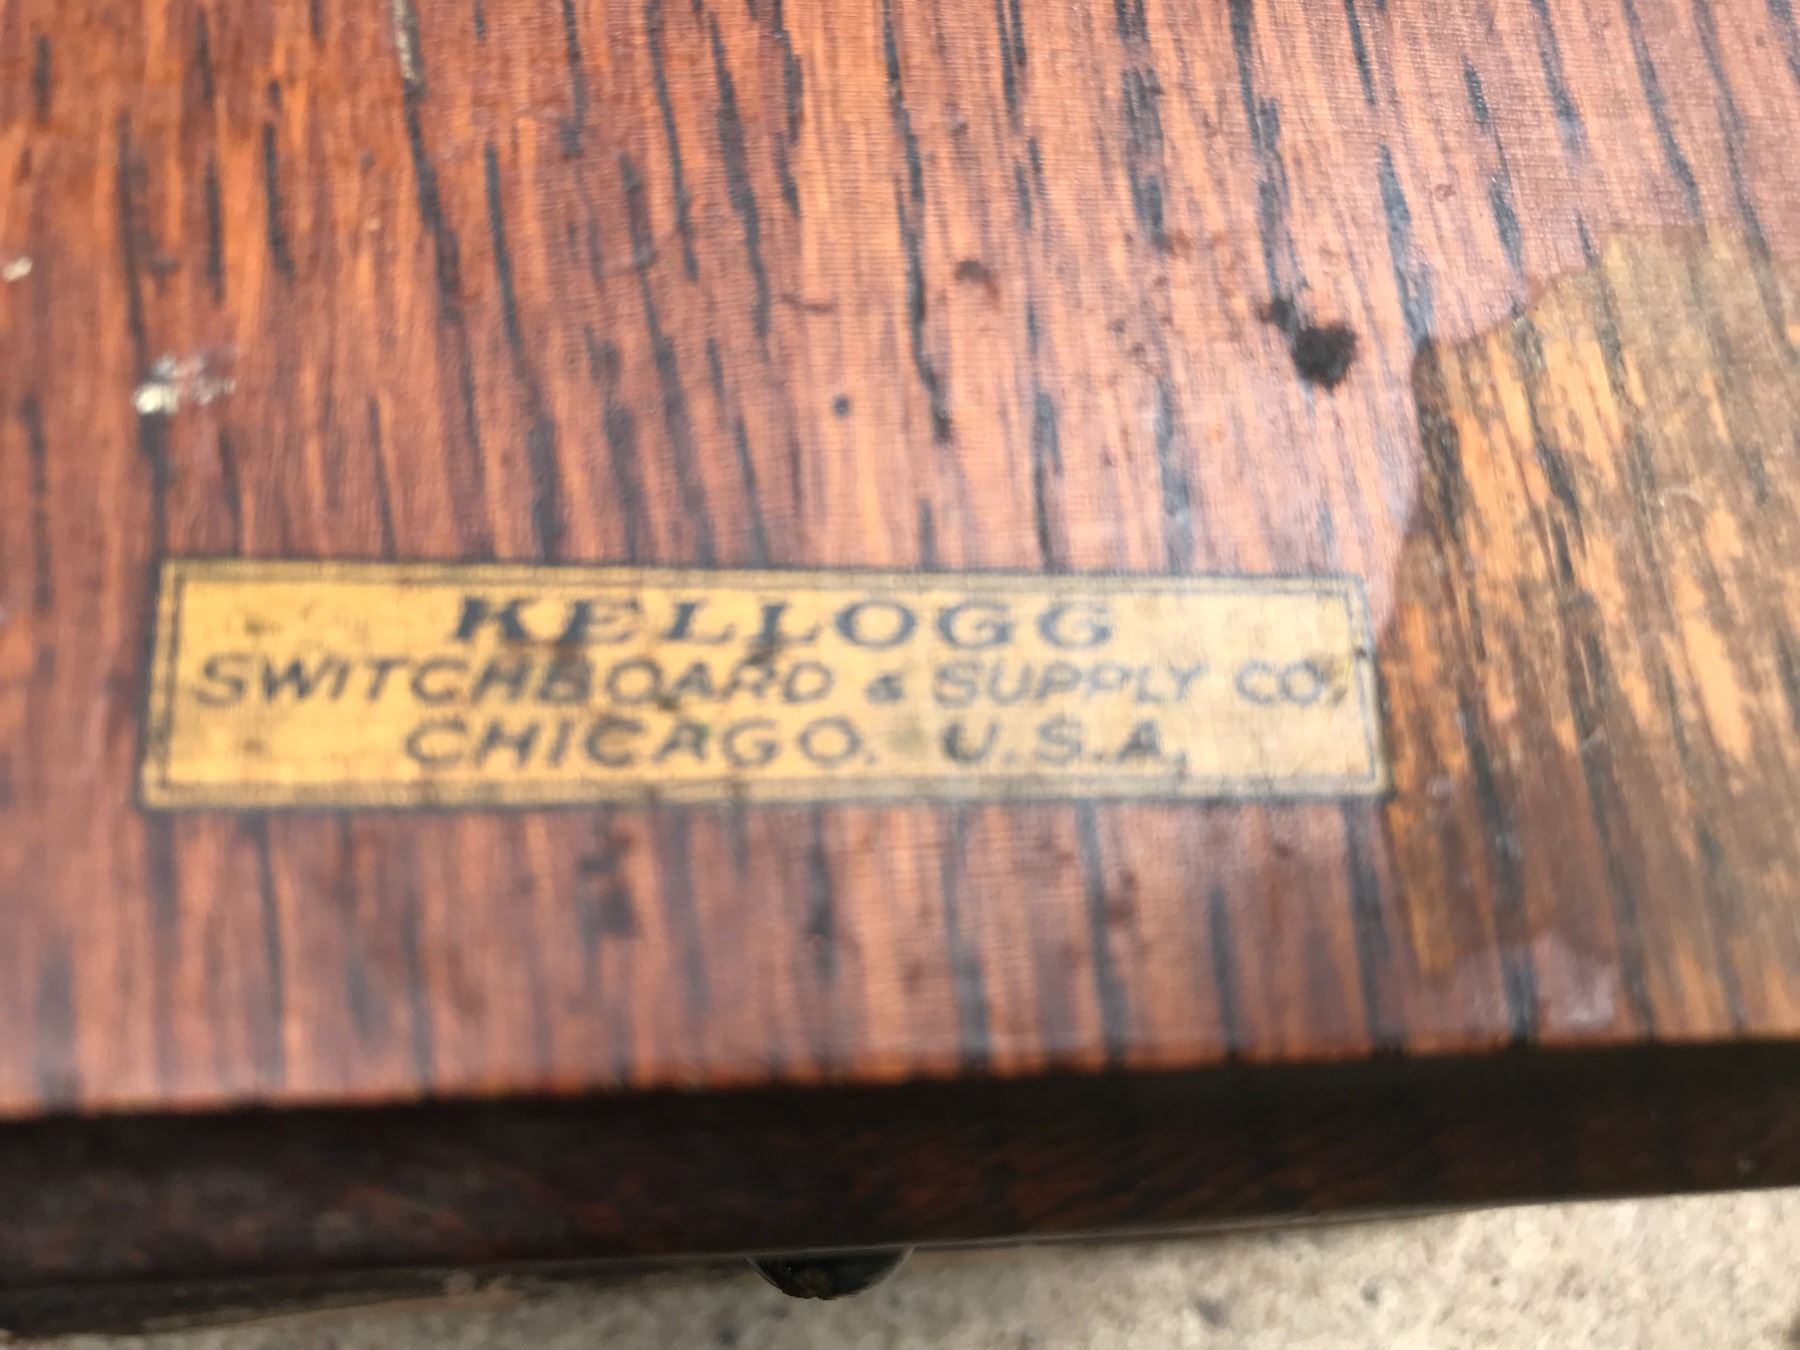 KELLOGG
SWITCHBOARD & SUPPLY CO.
CHICAGO. U.S.A.